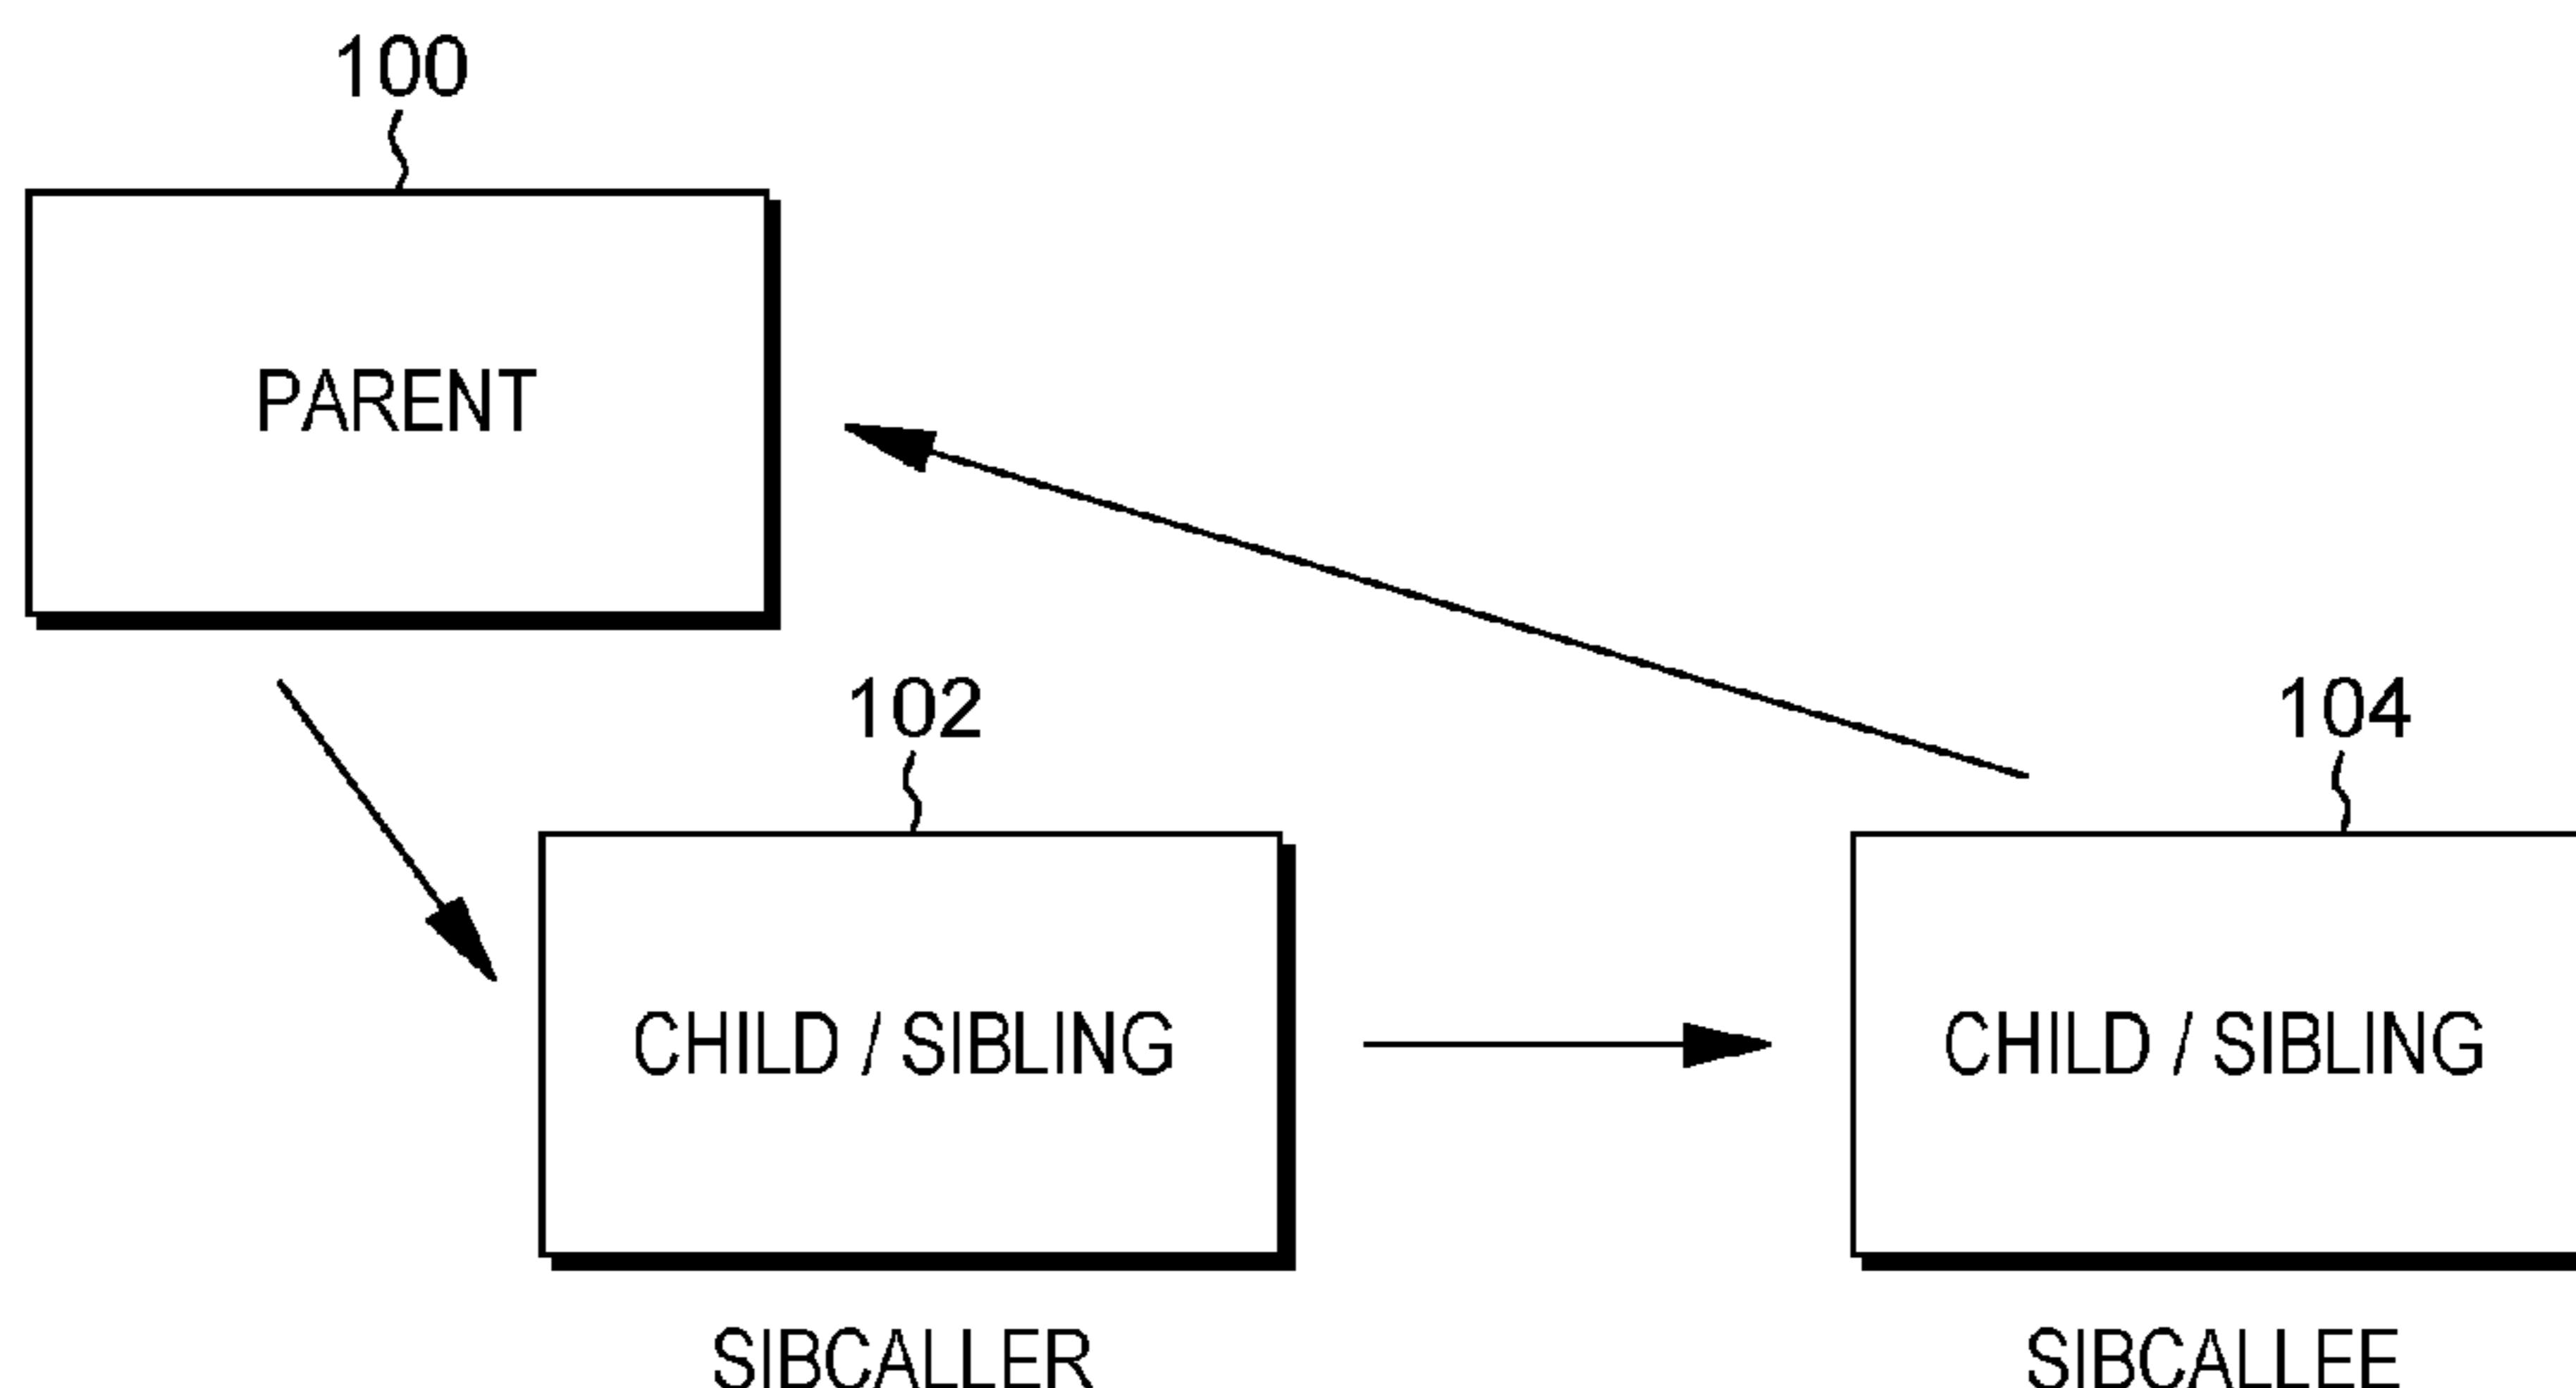 100
PARENT
102
104
CHILD / SIBLING
CHILD / SIBLING
SIBCALLER
SIBCALLEE